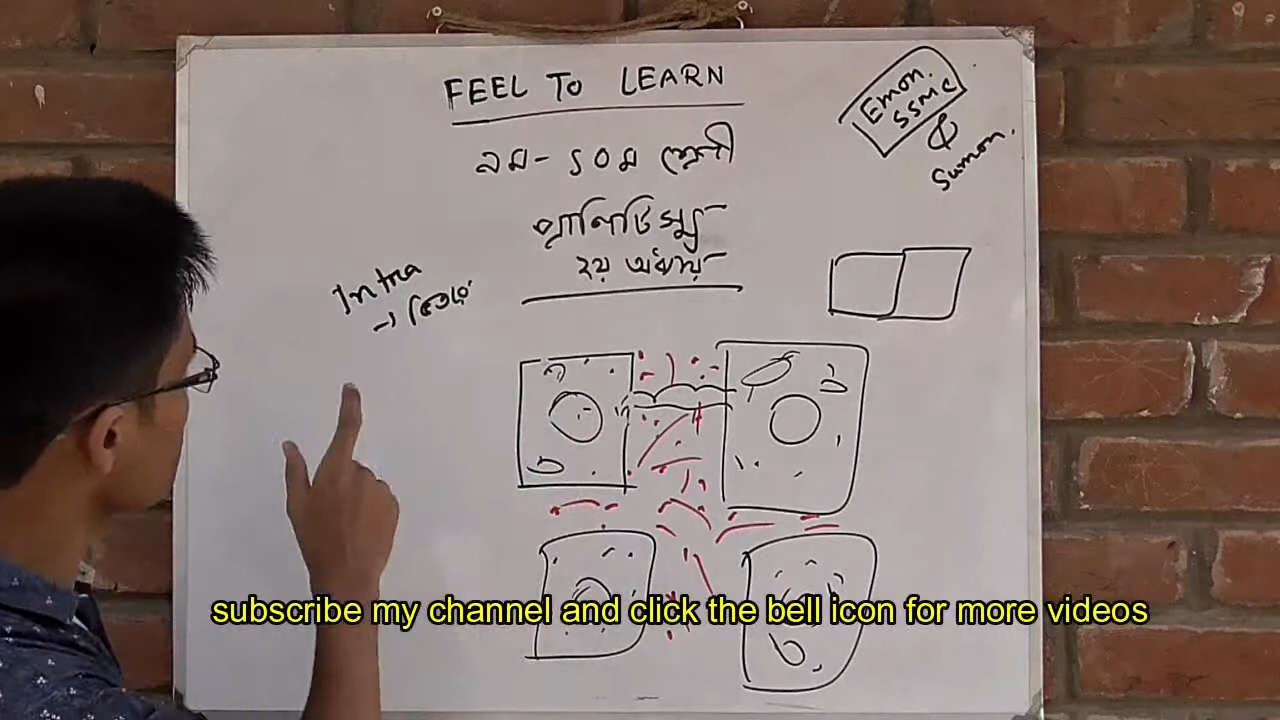 FEEL TO LEARN
৯ম- ১০ম শ্রেণী
প্রানিটিস্যু
২য় অধ্যায়
Emon.
SSMC
&
Sumon.
Intra
→ ভিতরে
subscribe my channel and click the bell icon for more videos